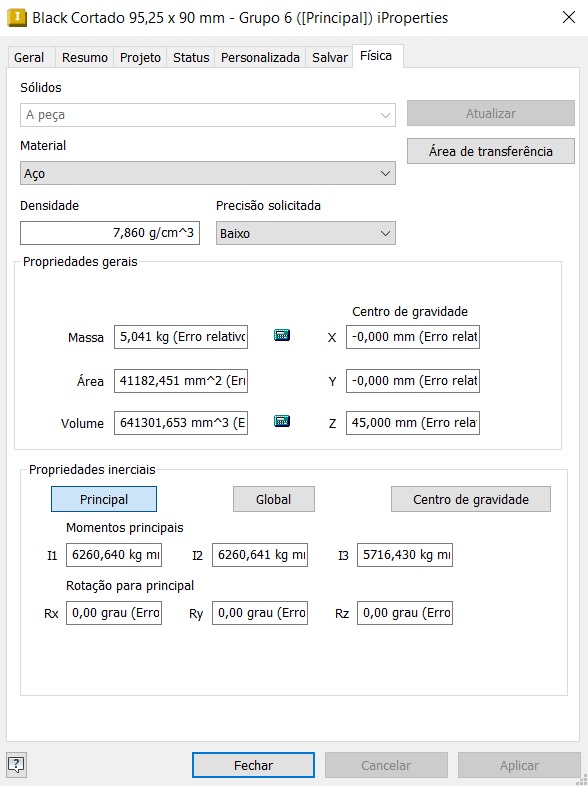 Black Cortado 95,25 x 90 mm - Grupo 6 ([Principal]) iProperties
Geral Resumo Projeto Status Personalizada Salvar Física
Sólidos
A peça Atualizar
Material Área de transferência
Aço
Densidade Precisão solicitada
7,860 g/cm^3 Baixo
Propriedades gerais
Centro de gravidade
Massa 5,041 kg (Erro relativo X -0,000 mm (Erro relat
Área 41182,451 mm^2 (Er Y -0,000 mm (Erro relat
Volume 641301,653 mm^3 (E Z 45,000 mm (Erro rela
Propriedades inerciais
Principal Global Centro de gravidade
Momentos principais
I1 6260,640 kg m I2 6260,641 kg m I3 5716,430 kg m
Rotação para principal
Rx 0,00 grau (Erro Ry 0,00 grau (Erro Rz 0,00 grau (Erro
? Fechar Cancelar Aplicar